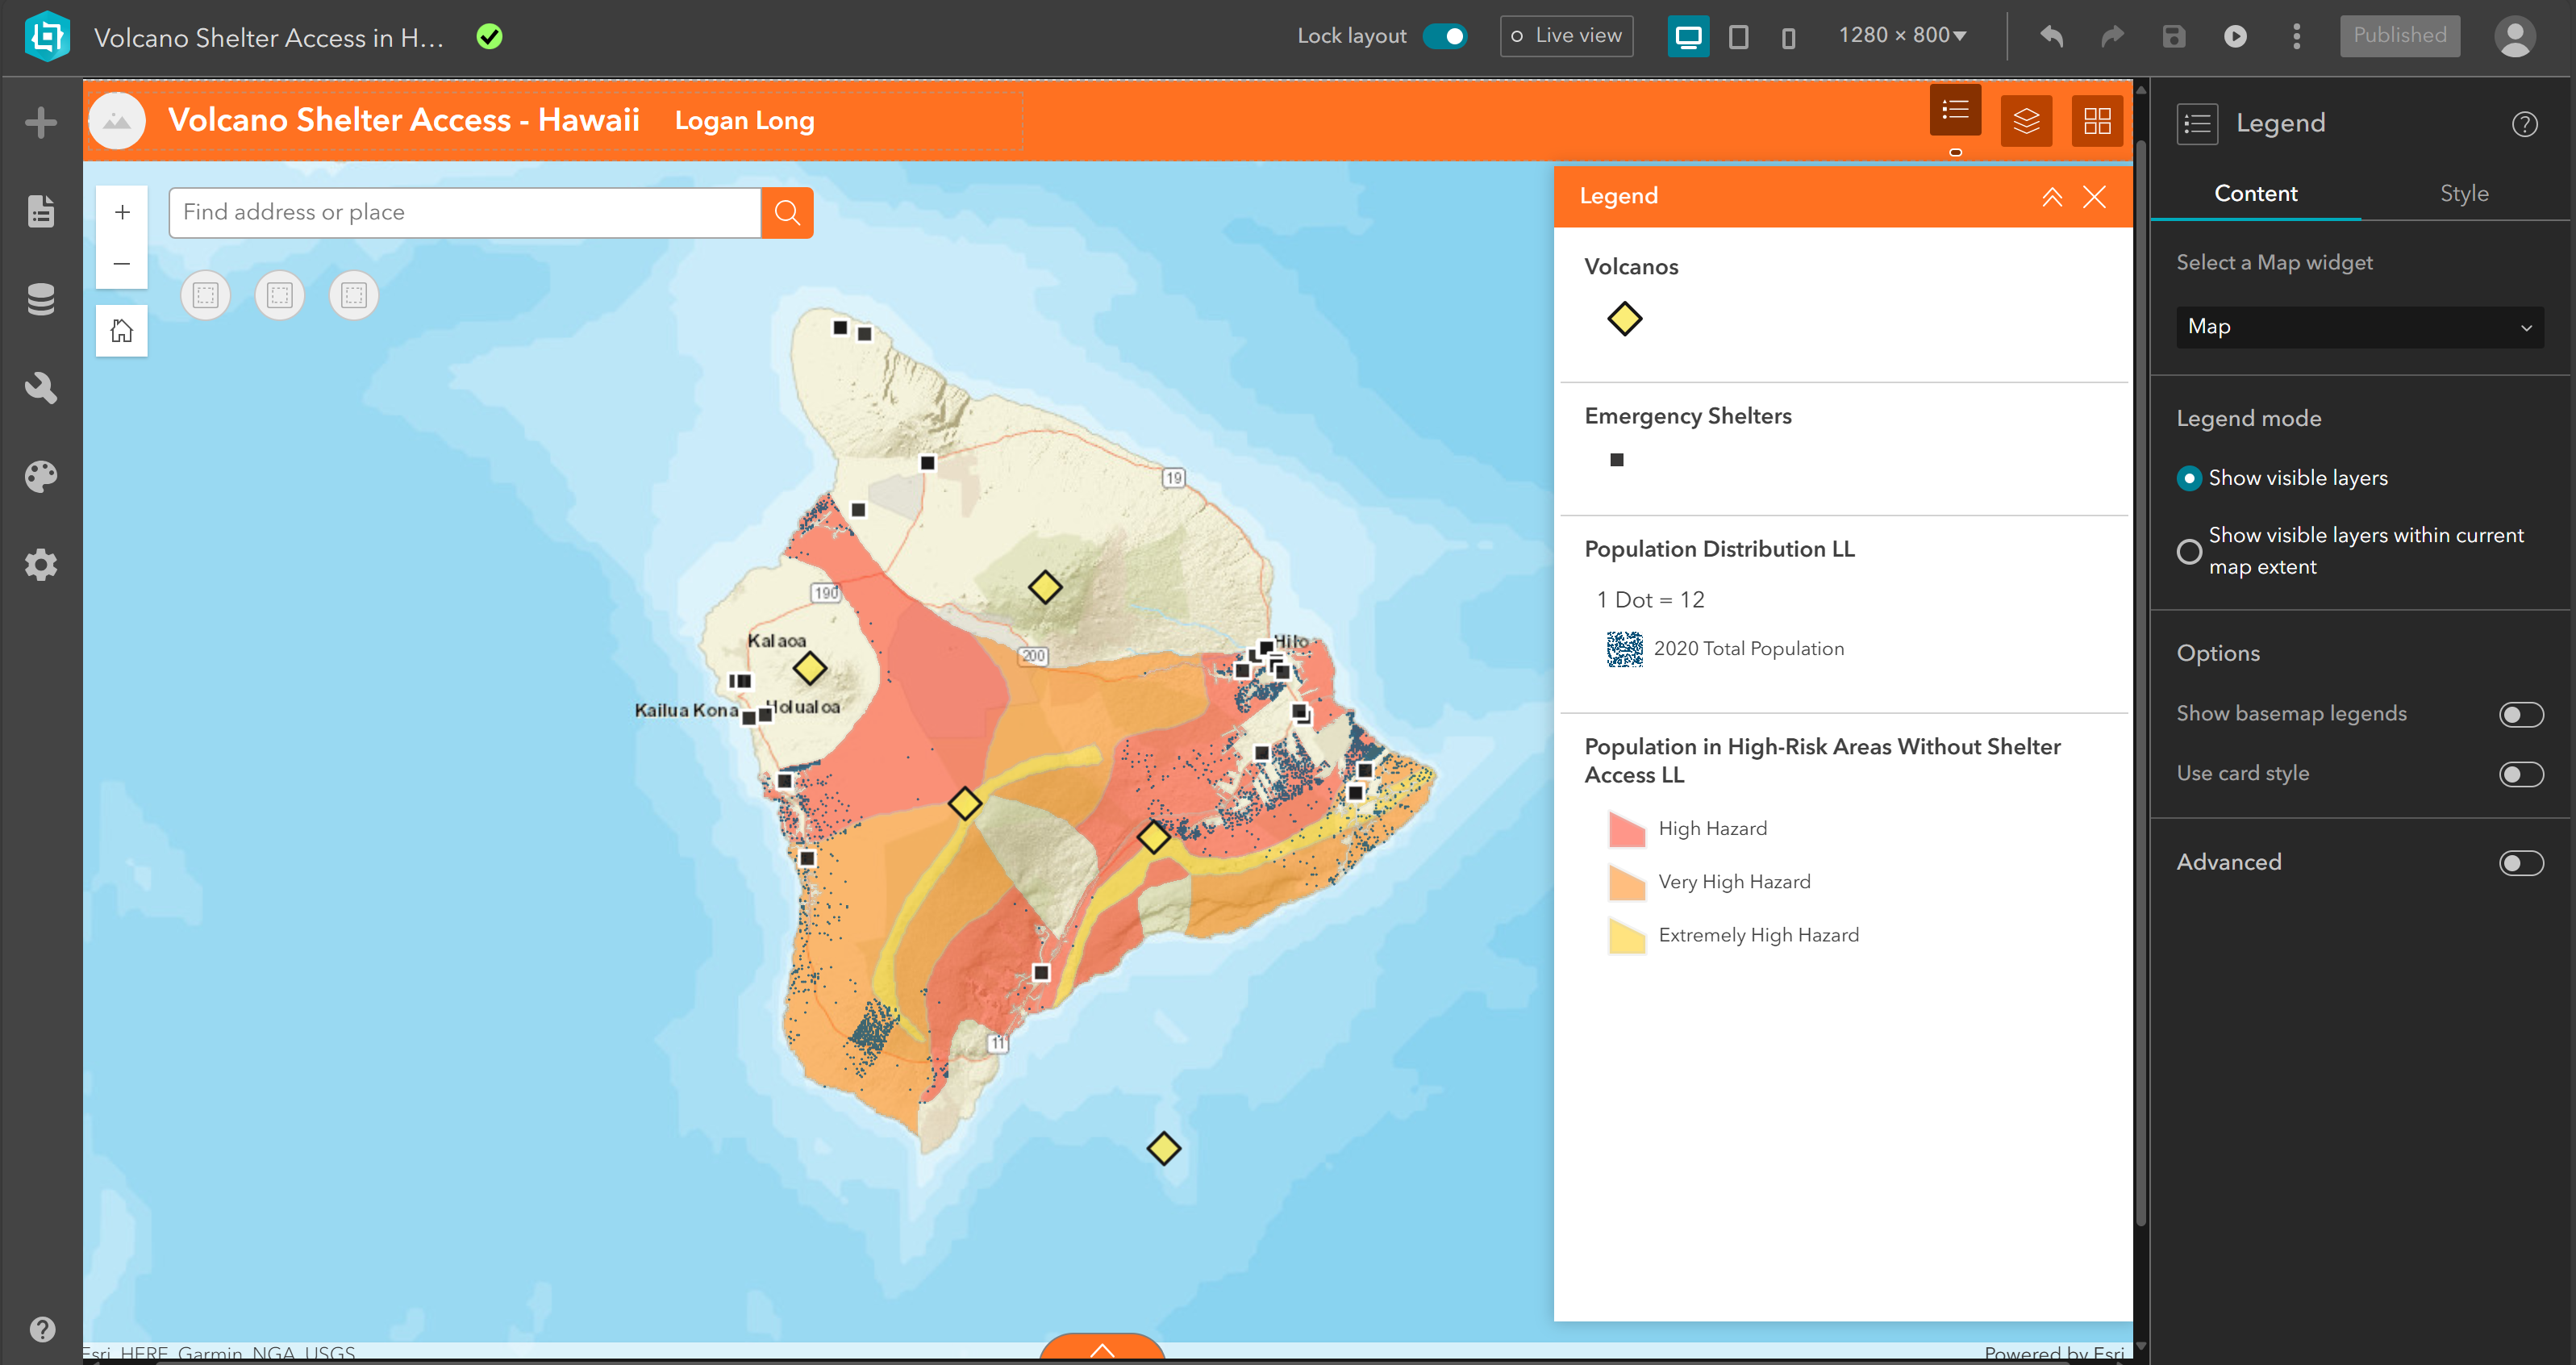 Volcano Shelter Access in H...
Lock layout
Live view
1280 × 800
Published
Volcano Shelter Access - Hawaii
Logan Long
Find address or place
19
190
Kalaoa
200
Hilo
Kailua Kona
Holualoa
11
Esri, HERE, Garmin, NGA, USGS
Powered by Esri
Legend
Volcanos
Emergency Shelters
Population Distribution LL
1 Dot = 12
2020 Total Population
Population in High-Risk Areas Without Shelter
Access LL
High Hazard
Very High Hazard
Extremely High Hazard
Legend
Content
Style
Select a Map widget
Map
Legend mode
Show visible layers
Show visible layers within current
map extent
Options
Show basemap legends
Use card style
Advanced